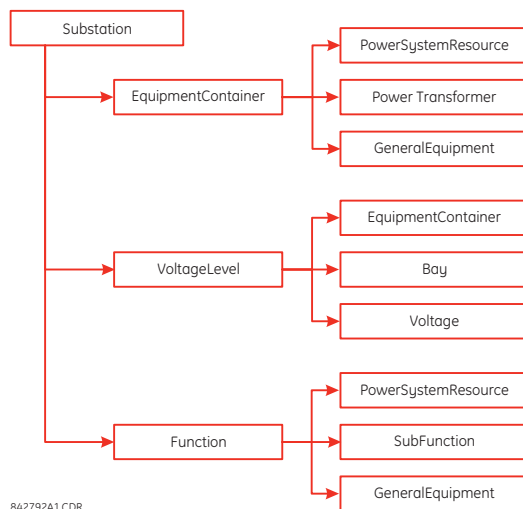 Substation
PowerSystemResource
EquipmentContainer
Power Transformer
GeneralEquipment
EquipmentContainer
VoltageLevel
Bay
Voltage
PowerSystemResource
Function
SubFunction
GeneralEquipment
842792A1.CDR